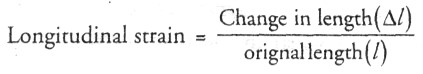 Longitudinal strain = Change in length(Δl) / orignal length(l)